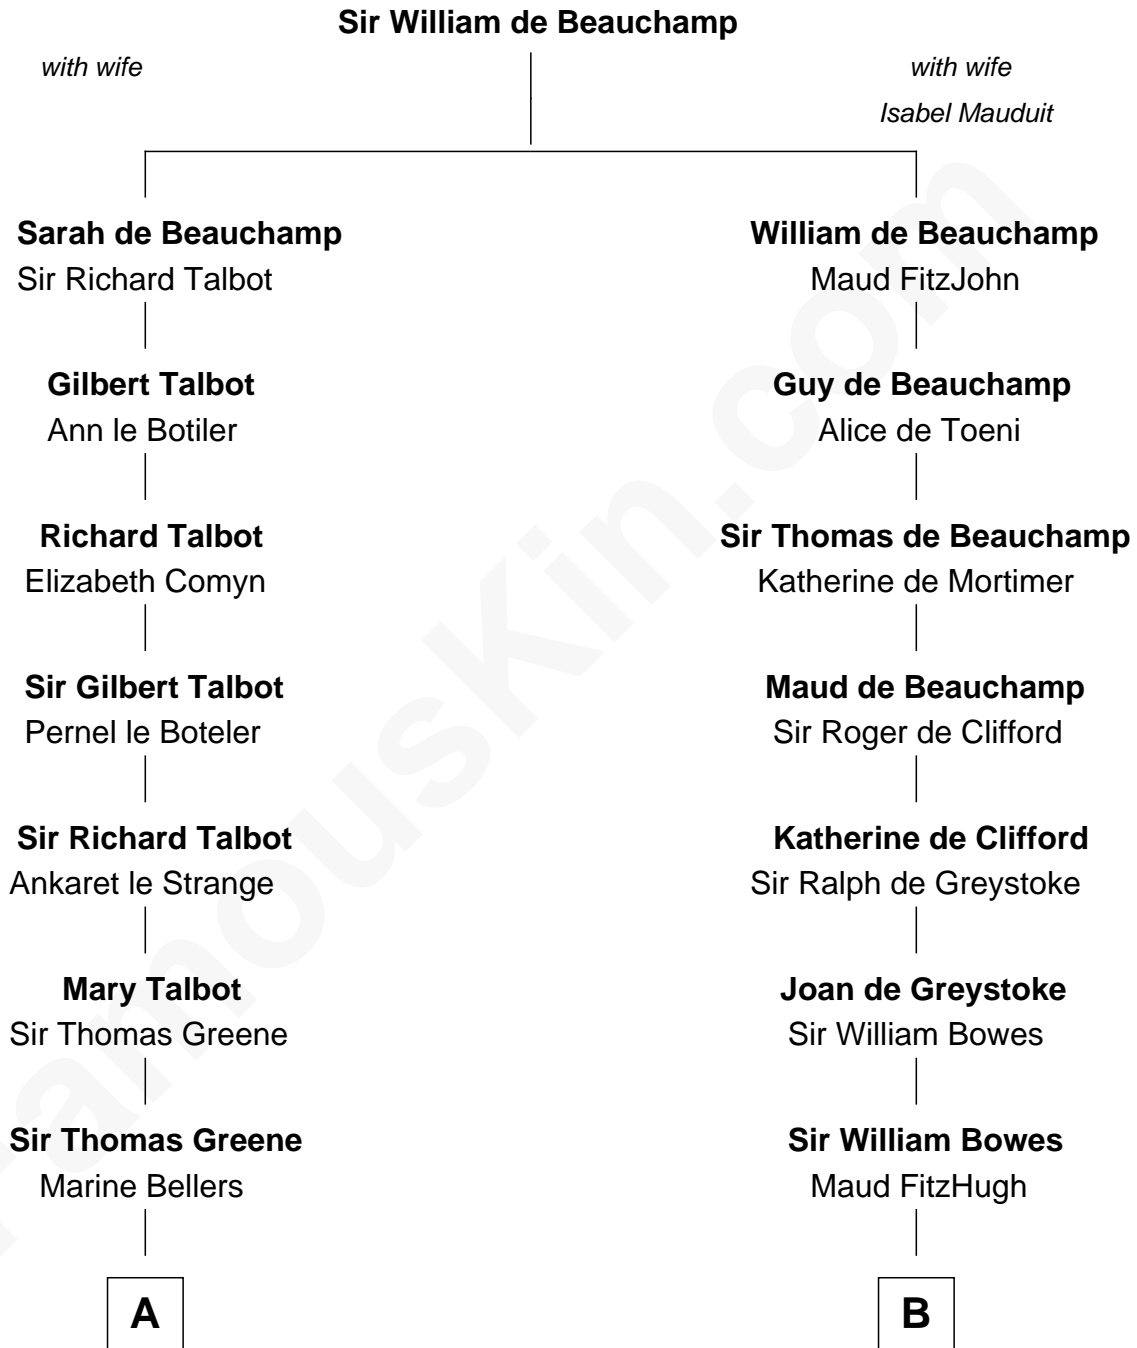 Sir William de Beauchamp
with wife
with wife
Isabel Mauduit
Sarah de Beauchamp
Sir Richard Talbot
William de Beauchamp
Maud FitzJohn
Gilbert Talbot
Ann le Botiler
Guy de Beauchamp
Alice de Toeni
Richard Talbot
Elizabeth Comyn
Sir Thomas de Beauchamp
Katherine de Mortimer
Sir Gilbert Talbot
Pernel le Boteler
Maud de Beauchamp
Sir Roger de Clifford
Sir Richard Talbot
Ankaret le Strange
Katherine de Clifford
Sir Ralph de Greystoke
Mary Talbot
Sir Thomas Greene
Joan de Greystoke
Sir William Bowes
Sir Thomas Greene
Marine Bellers
Sir William Bowes
Maud FitzHugh
A
B
FamousKin.com